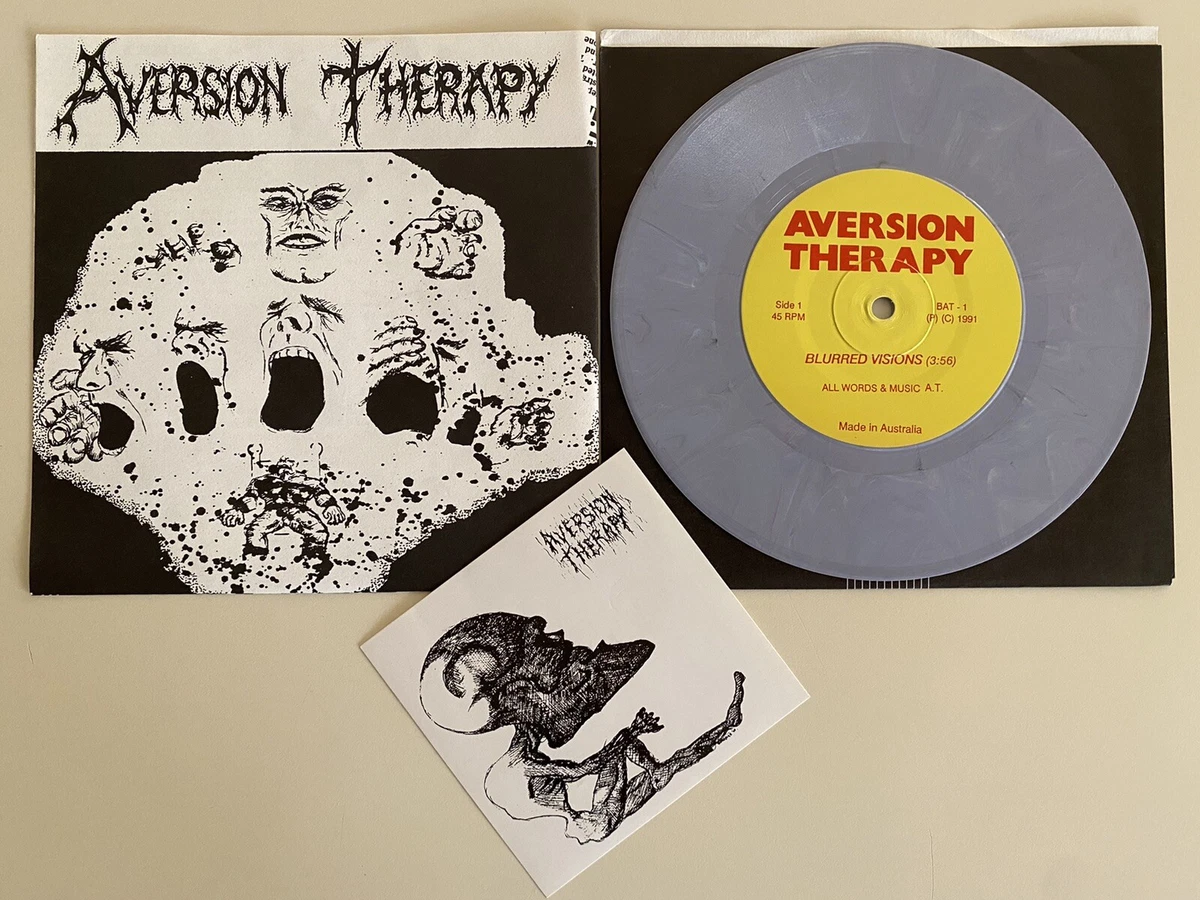 AVERSION THERAPY
AVERSION
THERAPY
Side 1
45 RPM
BAT - 1
(P) (C) 1991
BLURRED VISIONS (3:56)
ALL WORDS & MUSIC A.T.
Made in Australia
AVERSION
THERAPY